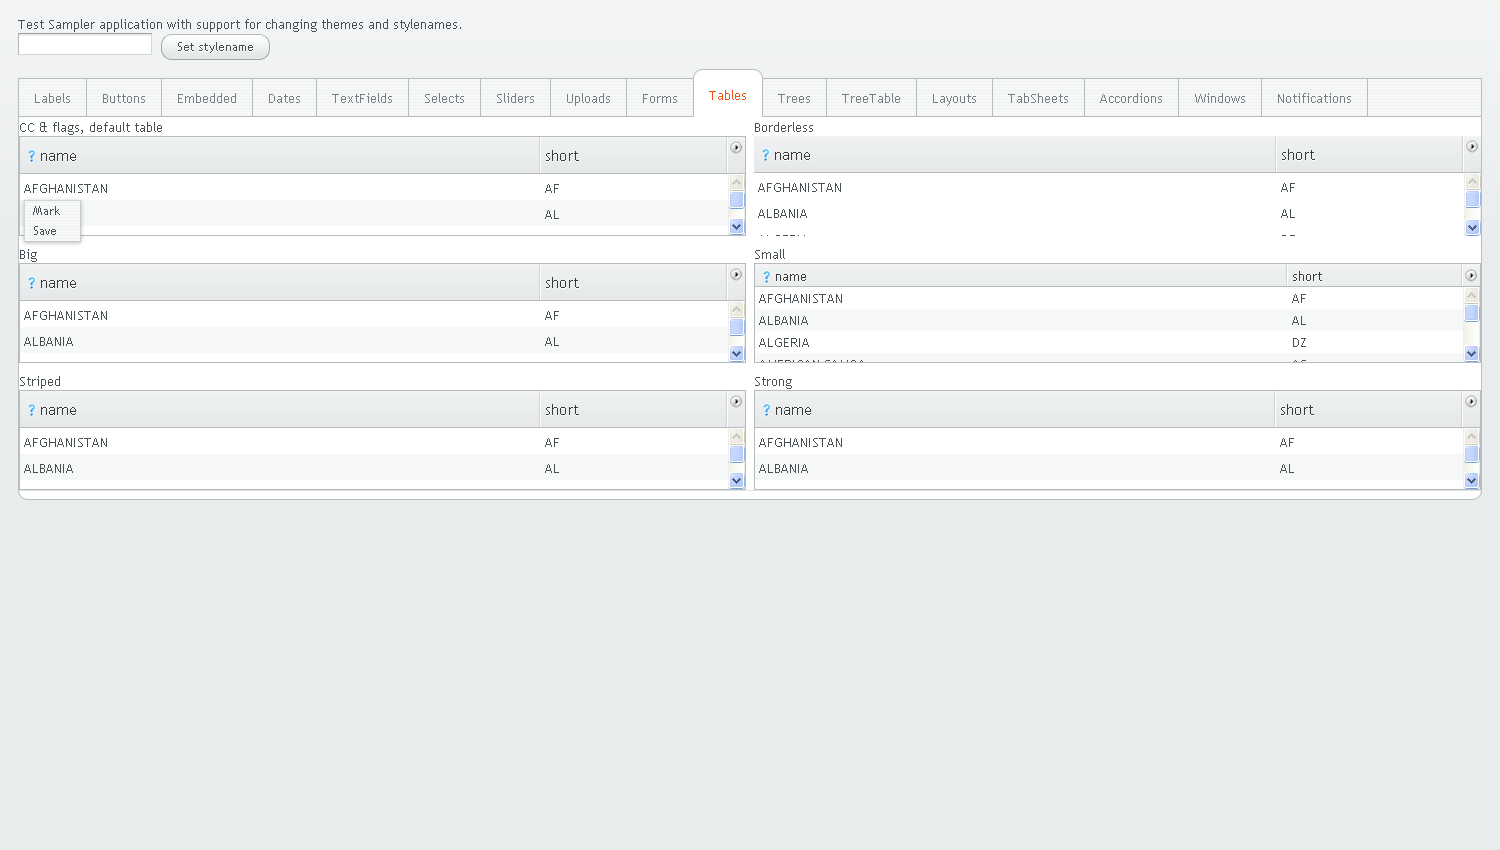 Test Sampler application with support for changing themes and stylenames.
Set stylename
Labels Buttons Embedded Dates TextFields Selects Sliders Uploads Forms Tables Trees TreeTable Layouts TabSheets Accordions Windows Notifications
CC & flags, default table
? name short
AFGHANISTAN AF
AL
Mark
Save
Borderless
? name short
AFGHANISTAN AF
ALBANIA AL
Big
? name short
AFGHANISTAN AF
ALBANIA AL
Small
? name short
AFGHANISTAN AF
ALBANIA AL
ALGERIA DZ
Striped
? name short
AFGHANISTAN AF
ALBANIA AL
Strong
? name short
AFGHANISTAN AF
ALBANIA AL